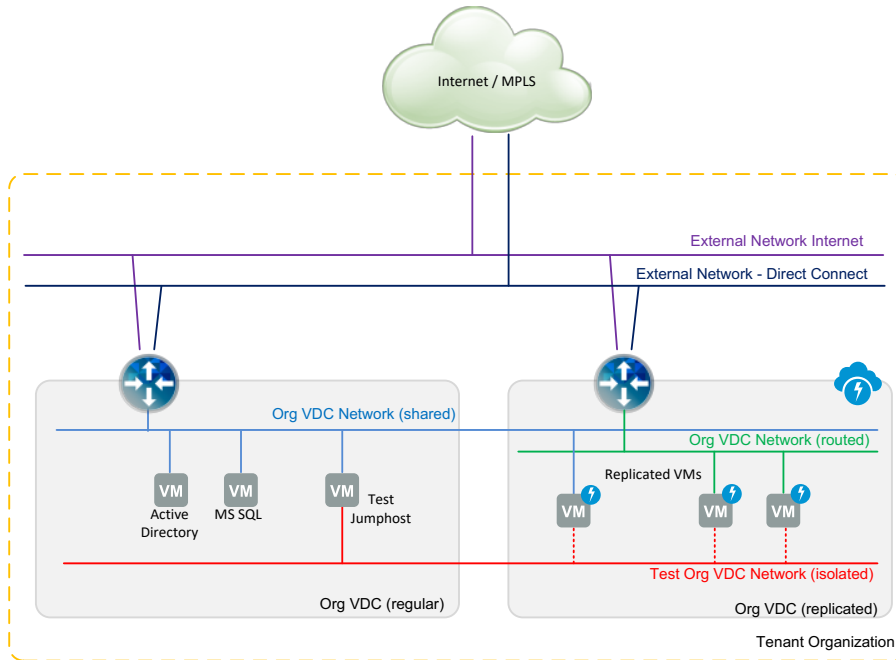 Internet / MPLS
External Network Internet
External Network - Direct Connect
Org VDC Network (shared)
Org VDC Network (routed)
Replicated VMs
VM
VM
VM
VM
VM
VM
Active
Directory
MS SQL
Test
Jumphost
Test Org VDC Network (isolated)
Org VDC (regular)
Org VDC (replicated)
Tenant Organization